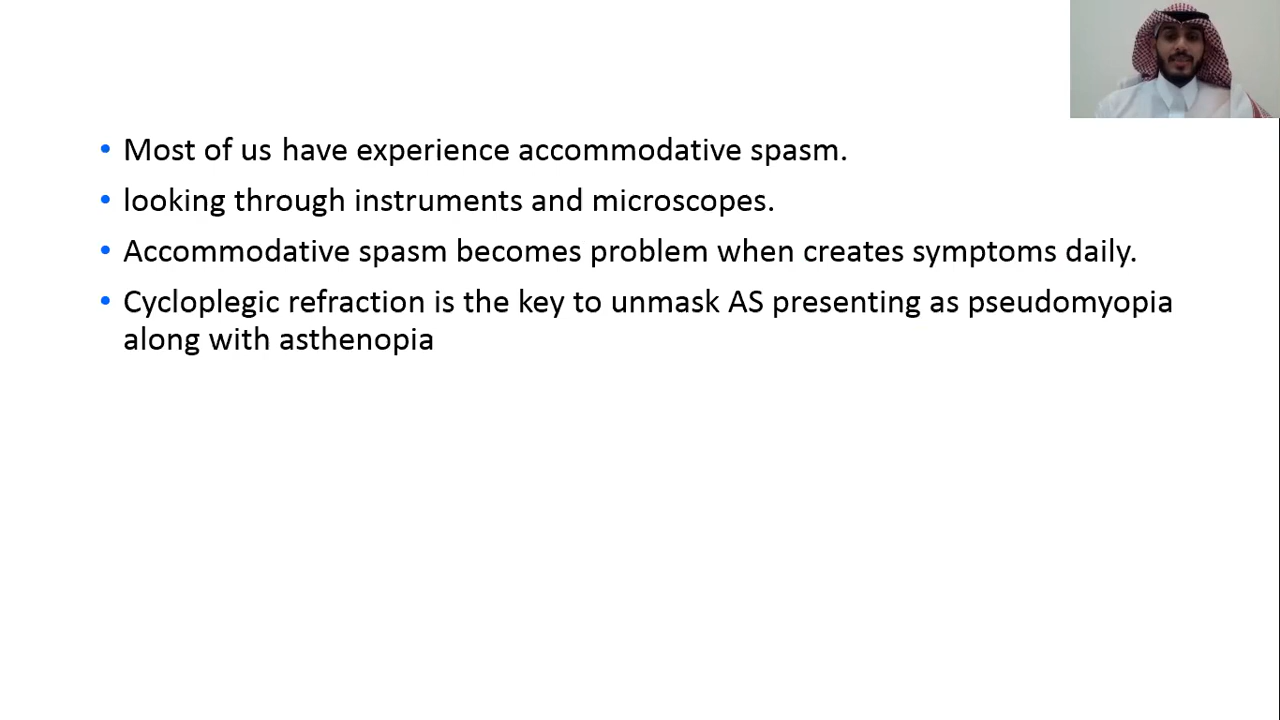 • Most of us have experience accommodative spasm.
• looking through instruments and microscopes.
• Accommodative spasm becomes problem when creates symptoms daily.
• Cycloplegic refraction is the key to unmask AS presenting as pseudomyopia
along with asthenopia